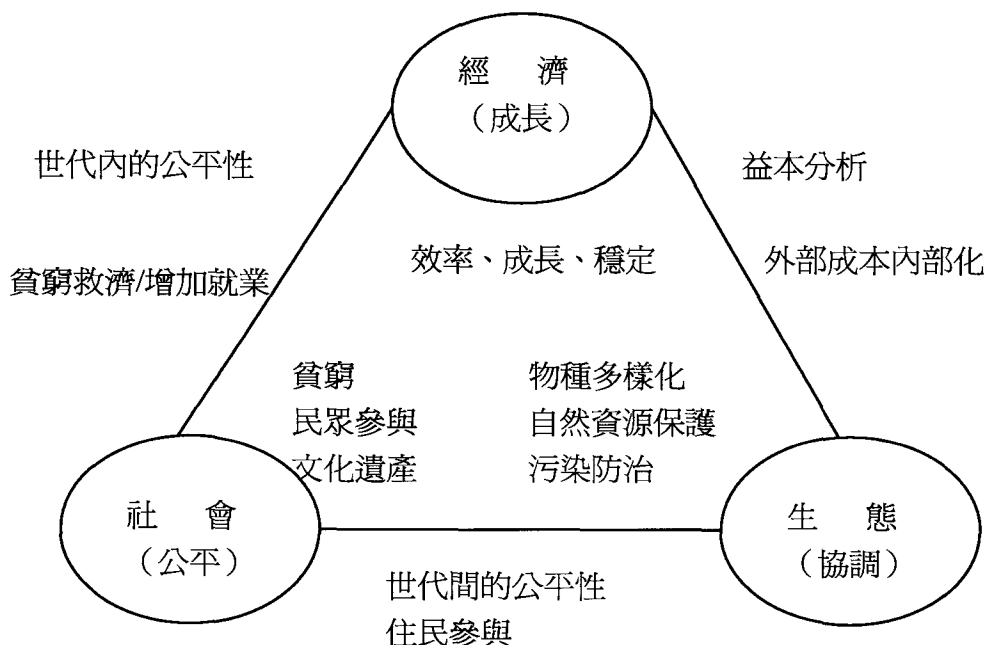 經 濟
（成長）
世代內的公平性
益本分析
效率、成長、穩定
外部成本內部化
貧窮救濟/增加就業
貧窮
物種多樣化
民眾參與
自然資源保護
文化遺產
污染防治
社 會
（公平）
生 態
（協調）
世代間的公平性
住民參與